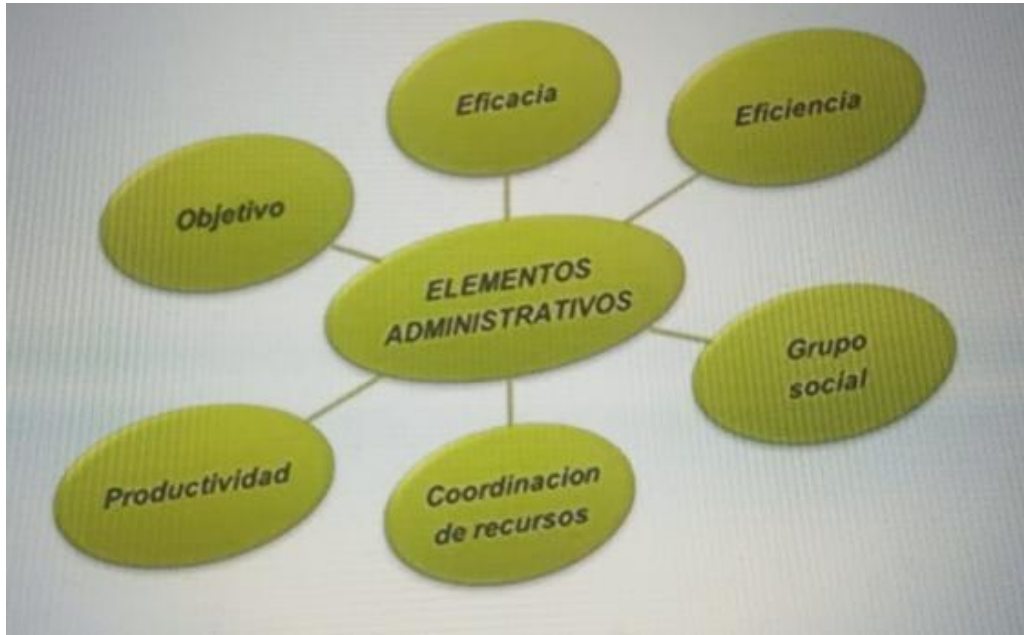 Eficacia
Eficiencia
Objetivo
ELEMENTOS
ADMINISTRATIVOS
Grupo
social
Productividad
Coordinacion
de recursos